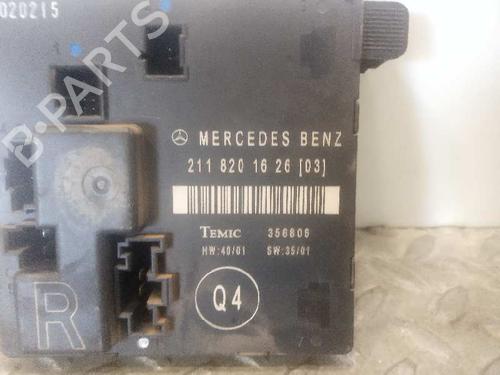 020215
B-PARTS
MERCEDES BENZ
211 820 16 26 [03]
TEMIC 356806
HW:40/01 SW:35/01
Q4
R